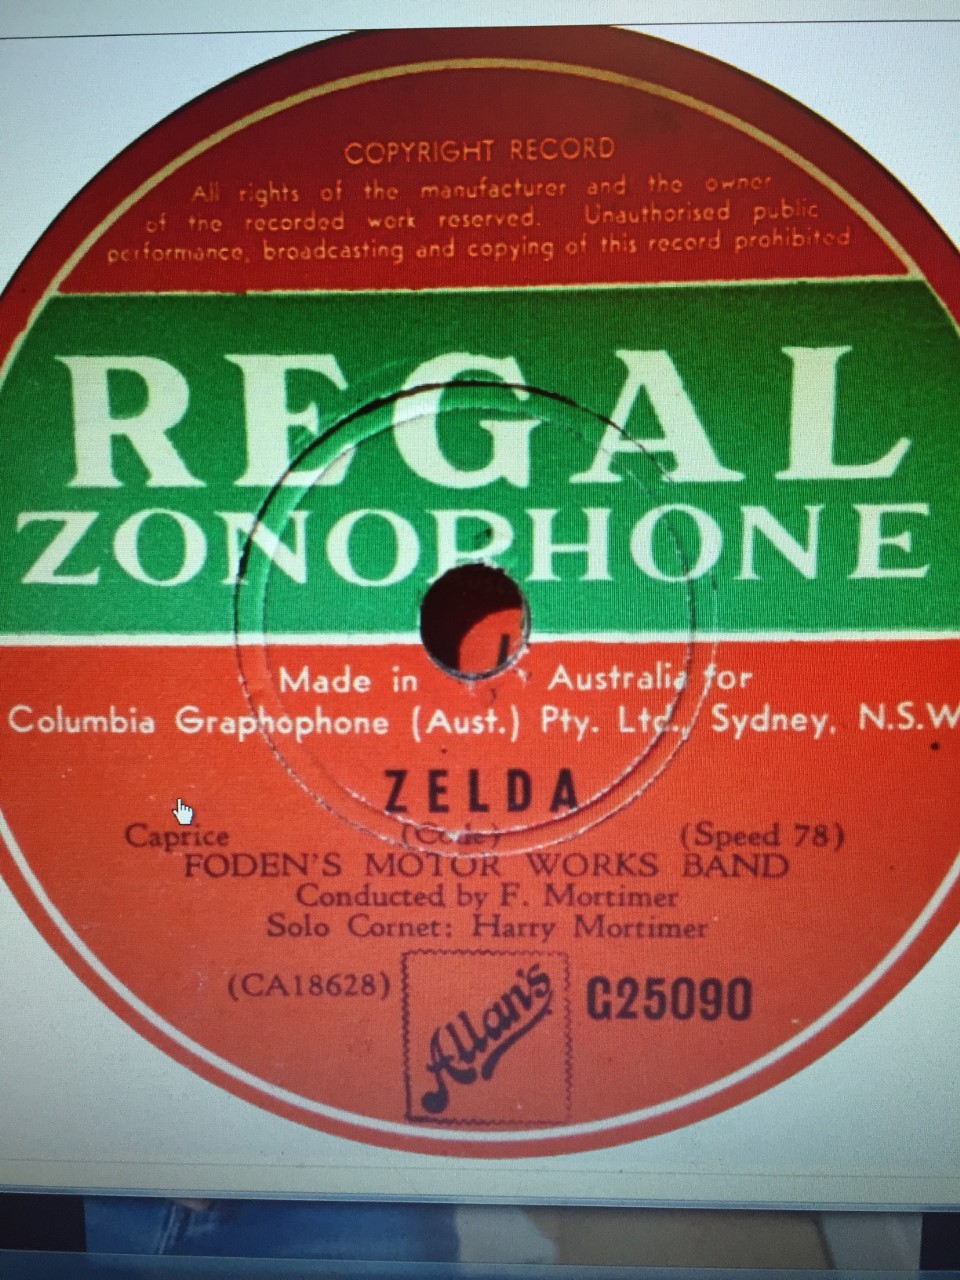 COPYRIGHT RECORD
All rights of the manufacturer and the owner
of the recorded work reserved. Unauthorised public
performance, broadcasting and copying of this record prohibited
REGAL
ZONOPHONE
Made in Australia for
Columbia Graphophone (Aust.) Pty. Ltd., Sydney, N.S.W
ZELDA
Caprice (Code) (Speed 78)
FODEN'S MOTOR WORKS BAND
Conducted by F. Mortimer
Solo Cornet: Harry Mortimer
(CA18628) Allan's G25090